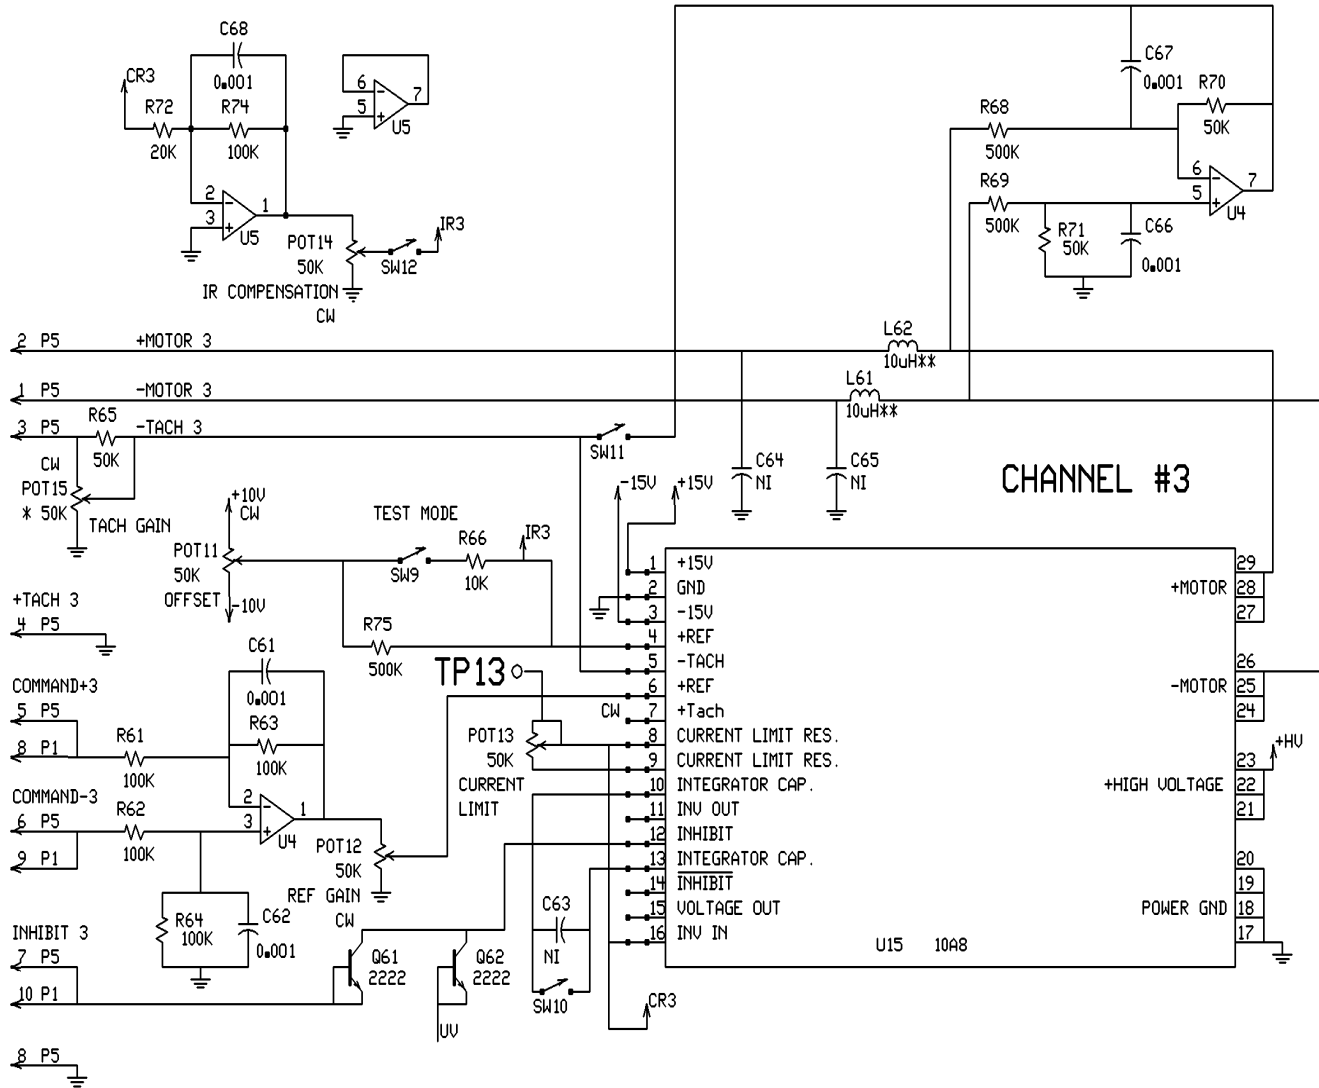 C68
0.001
CR3
R72
20K
R74
100K
2
3
1
U5
6
5
7
U5
POT14
50K
SW12
IR3
IR COMPENSATION
CW
C67
0.001
R70
50K
R68
500K
R69
500K
6
5
7
U4
R71
50K
C66
0.001
2 P5 +MOTOR 3
L62
10uH**
1 P5 -MOTOR 3
L61
10uH**
3 P5
R65
50K
-TACH 3
SW11
CW
POT15
* 50K
TACH GAIN
C64
NI
C65
NI
CHANNEL #3
+10V
CW
POT11
50K
OFFSET
-10V
TEST MODE
SW9
R66
10K
IR3
R75
500K
-15V
+15V
+TACH 3
4 P5
C61
0.001
R63
100K
TP13
COMMAND+3
5 P5
8 P1
R61
100K
COMMAND-3
6 P5
9 P1
R62
100K
2
3
1
U4
POT12
50K
REF GAIN
CW
R64
100K
C62
0.001
CW
POT13
50K
CURRENT
LIMIT
INHIBIT 3
7 P5
10 P1
8 P5
Q61
2222
Q62
2222
UV
C63
NI
SW10
CR3
1 +15V
2 GND
3 -15V
4 +REF
5 -TACH
6 +REF
7 +Tach
8 CURRENT LIMIT RES.
9 CURRENT LIMIT RES.
10 INTEGRATOR CAP.
11 INV OUT
12 INHIBIT
13 INTEGRATOR CAP.
14 INHIBIT
15 VOLTAGE OUT
16 INV IN
29
+MOTOR 28
27
26
-MOTOR 25
24
+HV
23
+HIGH VOLTAGE 22
21
20
19
POWER GND 18
17
U15 10A8